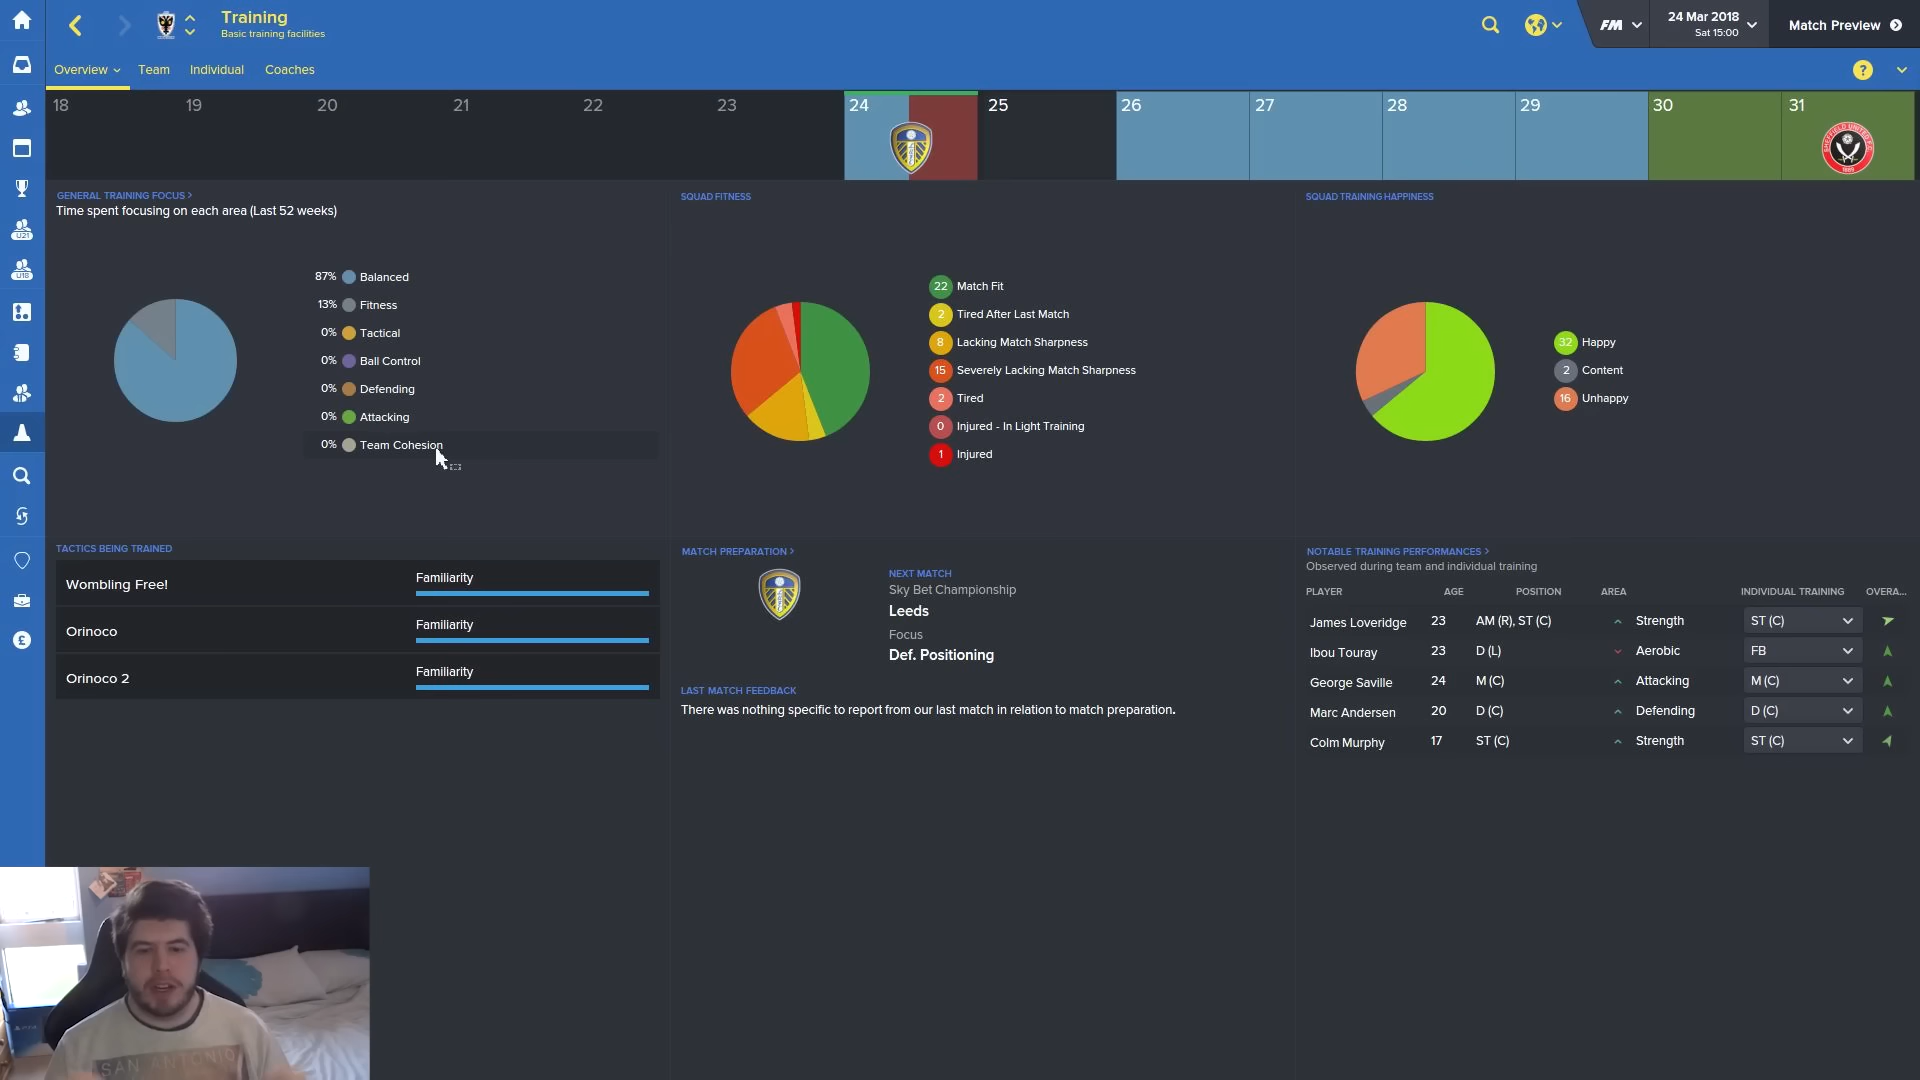 Training
Basic training facilities
FM
24 Mar 2018
Sat 15:00
Match Preview
Overview
Team
Individual
Coaches
?
18 19 20 21 22 23 24 25 26 27 28 29 30 31
U21
U18
GENERAL TRAINING FOCUS >
Time spent focusing on each area (Last 52 weeks)
87% Balanced
13% Fitness
0% Tactical
0% Ball Control
0% Defending
0% Attacking
0% Team Cohesion
SQUAD FITNESS
22 Match Fit
2 Tired After Last Match
8 Lacking Match Sharpness
15 Severely Lacking Match Sharpness
2 Tired
0 Injured - In Light Training
1 Injured
SQUAD TRAINING HAPPINESS
32 Happy
2 Content
16 Unhappy
TACTICS BEING TRAINED
Wombling Free! Familiarity
Orinoco Familiarity
Orinoco 2 Familiarity
MATCH PREPARATION >
NEXT MATCH
Sky Bet Championship
Leeds
Focus
Def. Positioning
LAST MATCH FEEDBACK
There was nothing specific to report from our last match in relation to match preparation.
NOTABLE TRAINING PERFORMANCES >
Observed during team and individual training
PLAYER AGE POSITION AREA INDIVIDUAL TRAINING OVERA...
James Loveridge 23 AM (R), ST (C) Strength ST (C)
Ibou Touray 23 D (L) Aerobic FB
George Saville 24 M (C) Attacking M (C)
Marc Andersen 20 D (C) Defending D (C)
Colm Murphy 17 ST (C) Strength ST (C)
£
SAN ANTONIO